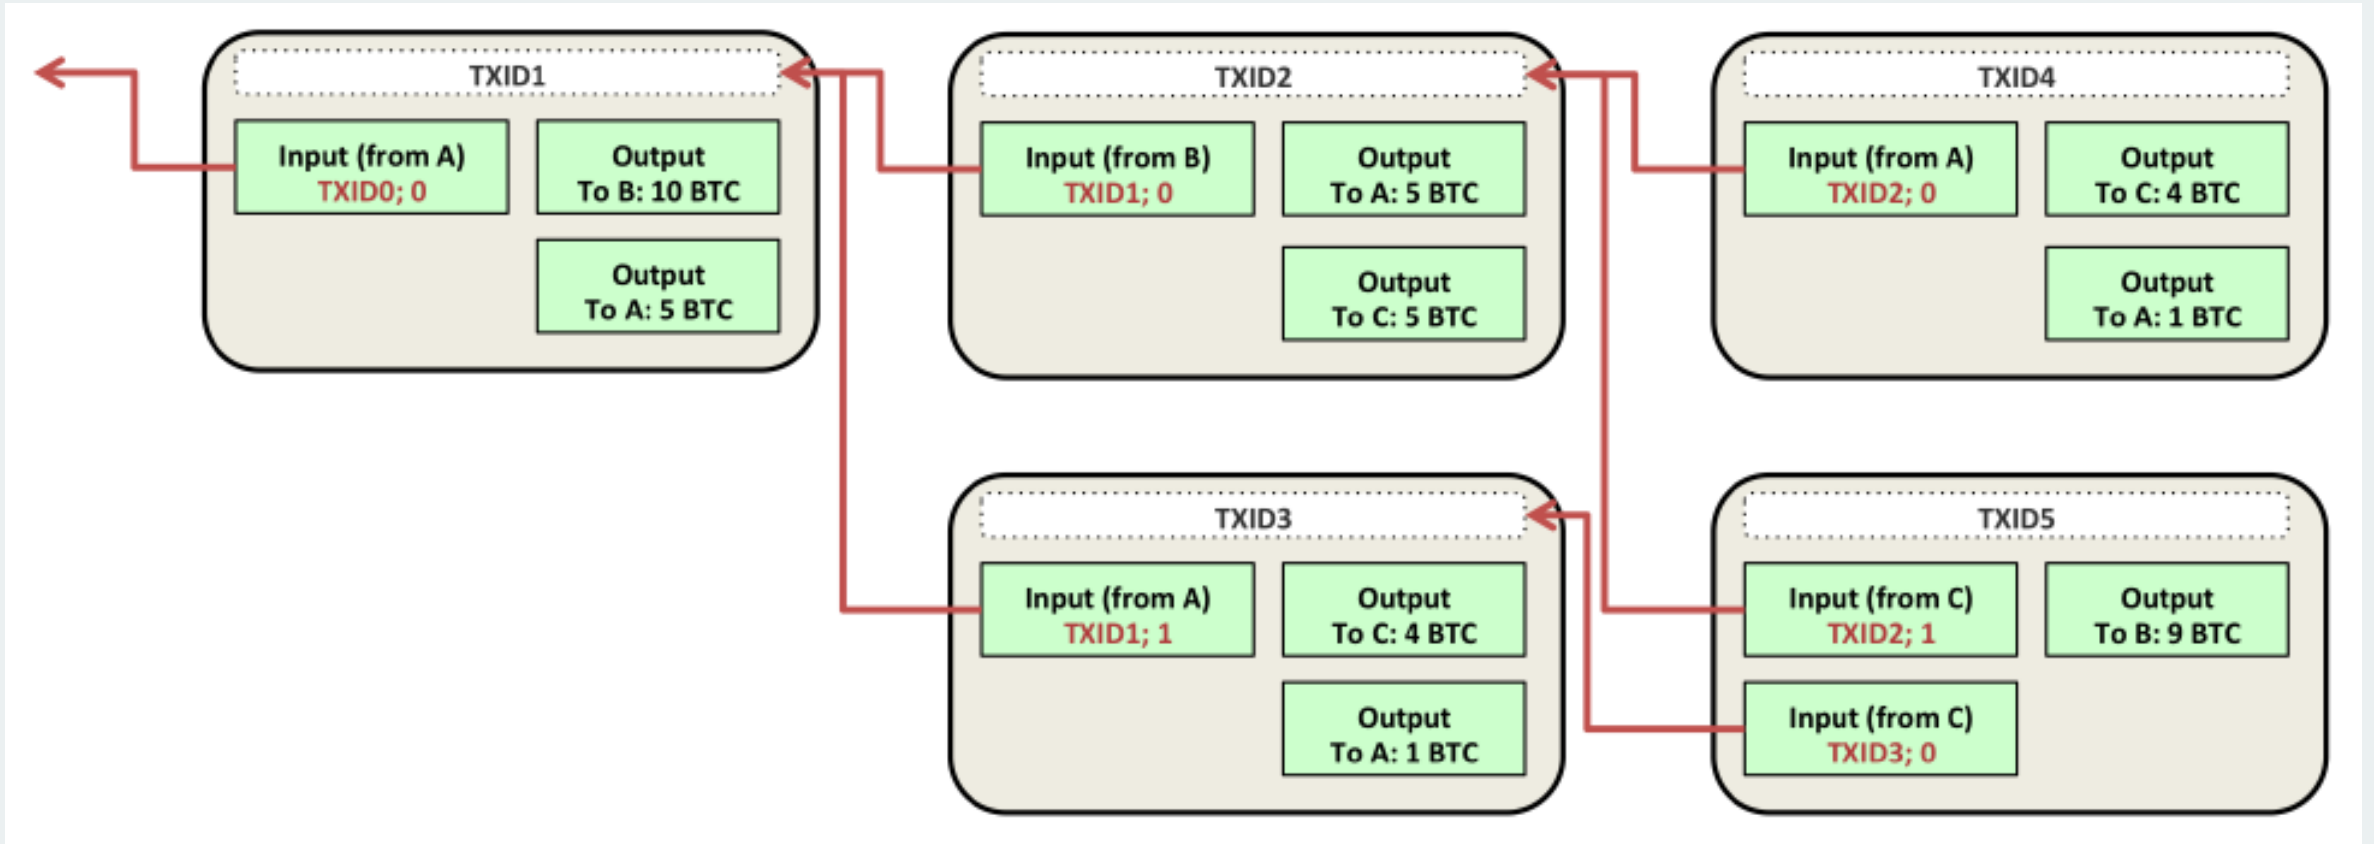 TXID1
Input (from A)
TXID0; 0
Output
To B: 10 BTC
Output
To A: 5 BTC
TXID2
Input (from B)
TXID1; 0
Output
To A: 5 BTC
Output
To C: 5 BTC
TXID4
Input (from A)
TXID2; 0
Output
To C: 4 BTC
Output
To A: 1 BTC
TXID3
Input (from A)
TXID1; 1
Output
To C: 4 BTC
Output
To A: 1 BTC
TXID5
Input (from C)
TXID2; 1
Output
To B: 9 BTC
Input (from C)
TXID3; 0